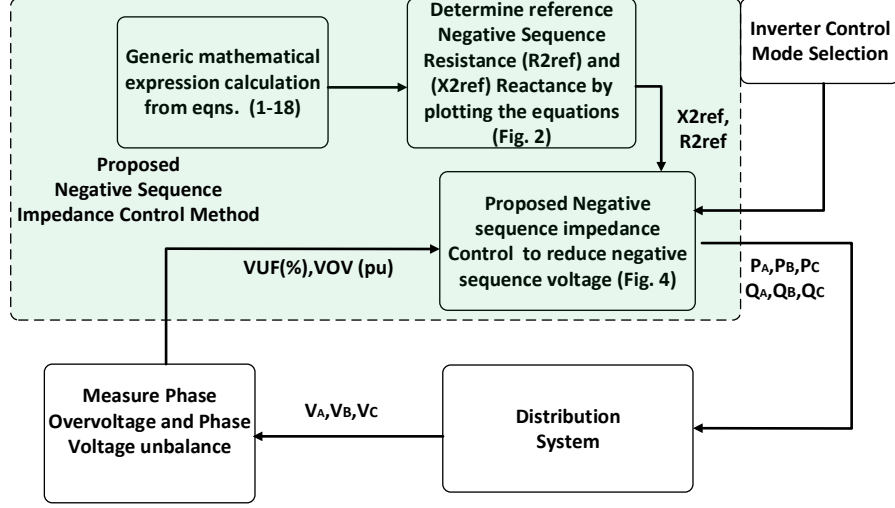 Generic mathematical
expression calculation
from eqns. (1-18)
Determine reference
Negative Sequence
Resistance (R2ref) and
(X2ref) Reactance by
plotting the equations
(Fig. 2)
Inverter Control
Mode Selection
X2ref,
R2ref
Proposed
Negative Sequence
Impedance Control Method
Proposed Negative
sequence impedance
Control to reduce negative
sequence voltage (Fig. 4)
VUF(%),VOV (pu)
PA,PB,PC
QA,QB,QC
Measure Phase
Overvoltage and Phase
Voltage unbalance
VA,VB,VC
Distribution
System